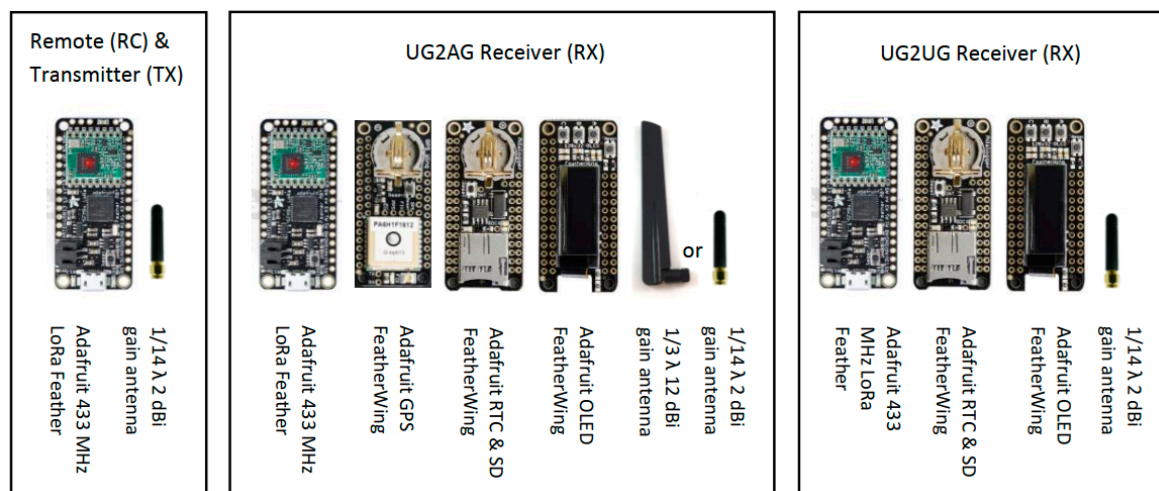 Remote (RC) &
Transmitter (TX)
1/14 λ 2 dBi
gain antenna
Adafruit 433 MHz
LoRa Feather
UG2AG Receiver (RX)
PA6H1F1612
or
Adafruit 433 MHz
LoRa Feather
Adafruit GPS
FeatherWing
Adafruit RTC & SD
FeatherWing
Adafruit OLED
FeatherWing
1/3 λ 12 dBi
gain antenna
1/14 λ 2 dBi
gain antenna
UG2UG Receiver (RX)
Adafruit 433
MHz LoRa
Feather
Adafruit RTC & SD
FeatherWing
Adafruit OLED
FeatherWing
1/14 λ 2 dBi
gain antenna